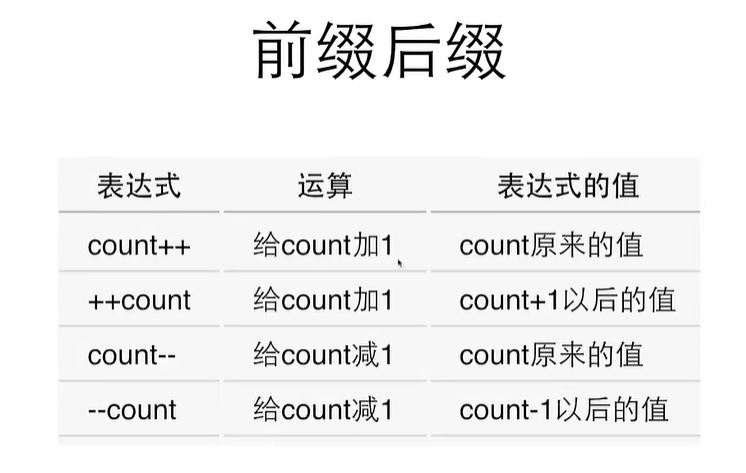 前缀后缀
表达式 运算 表达式的值
count++ 给count加1 count原来的值
++count 给count加1 count+1以后的值
count-- 给count减1 count原来的值
--count 给count减1 count-1以后的值